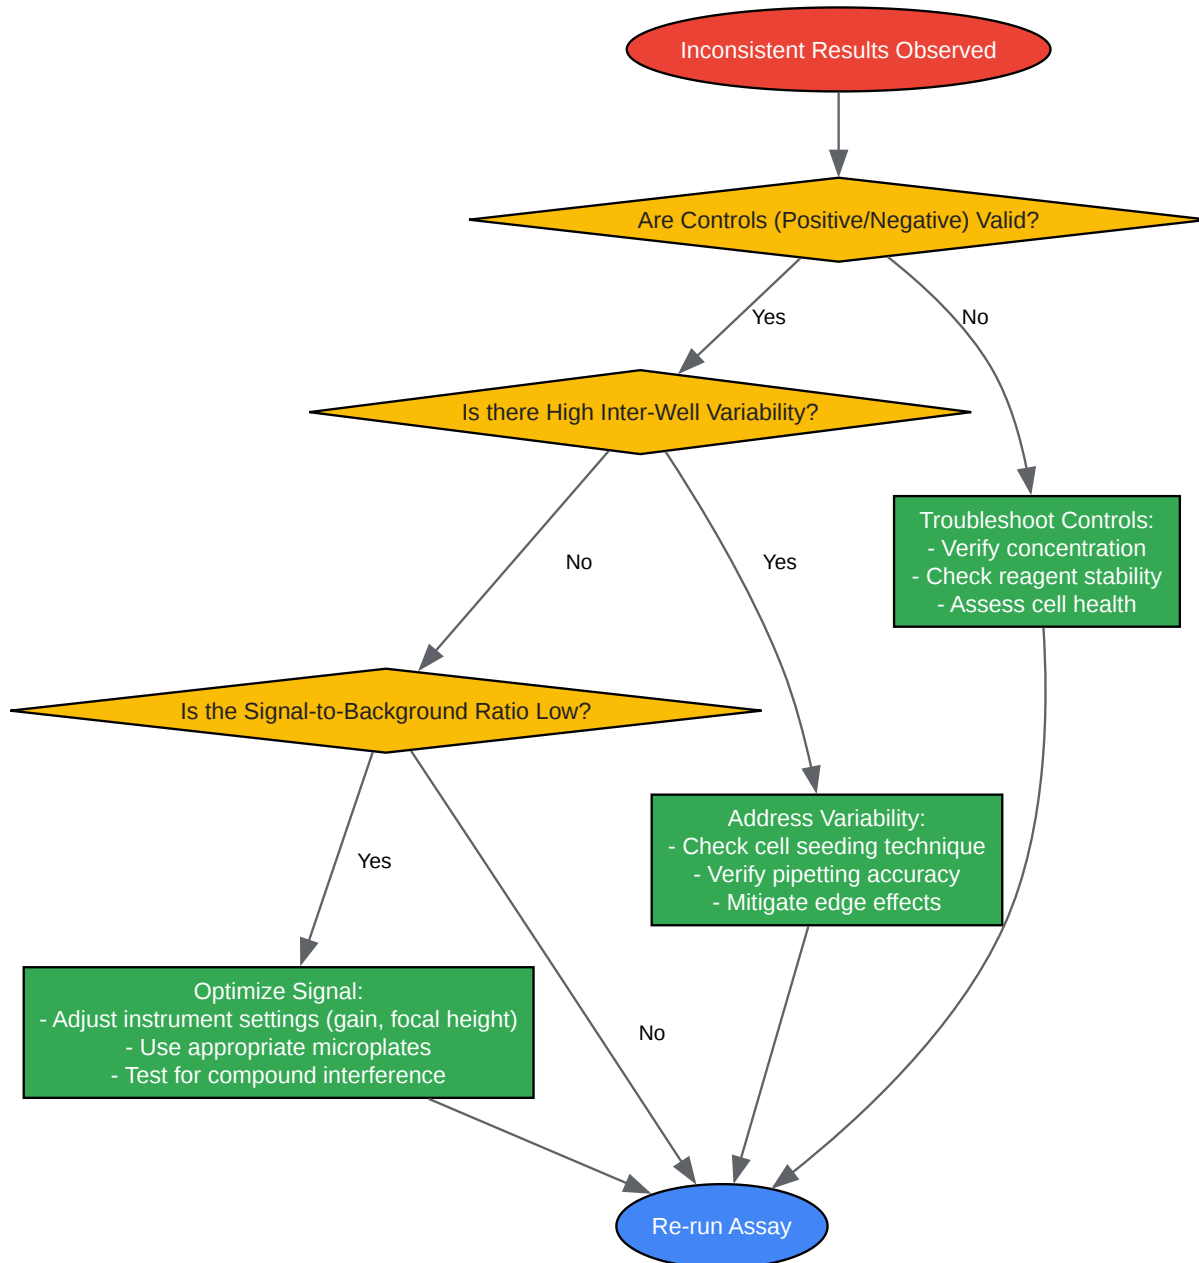 Inconsistent Results Observed
Are Controls (Positive/Negative) Valid?
Yes
No
Is there High Inter-Well Variability?
Troubleshoot Controls:
- Verify concentration
- Check reagent stability
- Assess cell health
No
Yes
Is the Signal-to-Background Ratio Low?
Address Variability:
- Check cell seeding technique
- Verify pipetting accuracy
- Mitigate edge effects
Yes
Optimize Signal:
- Adjust instrument settings (gain, focal height)
- Use appropriate microplates
- Test for compound interference
No
Re-run Assay